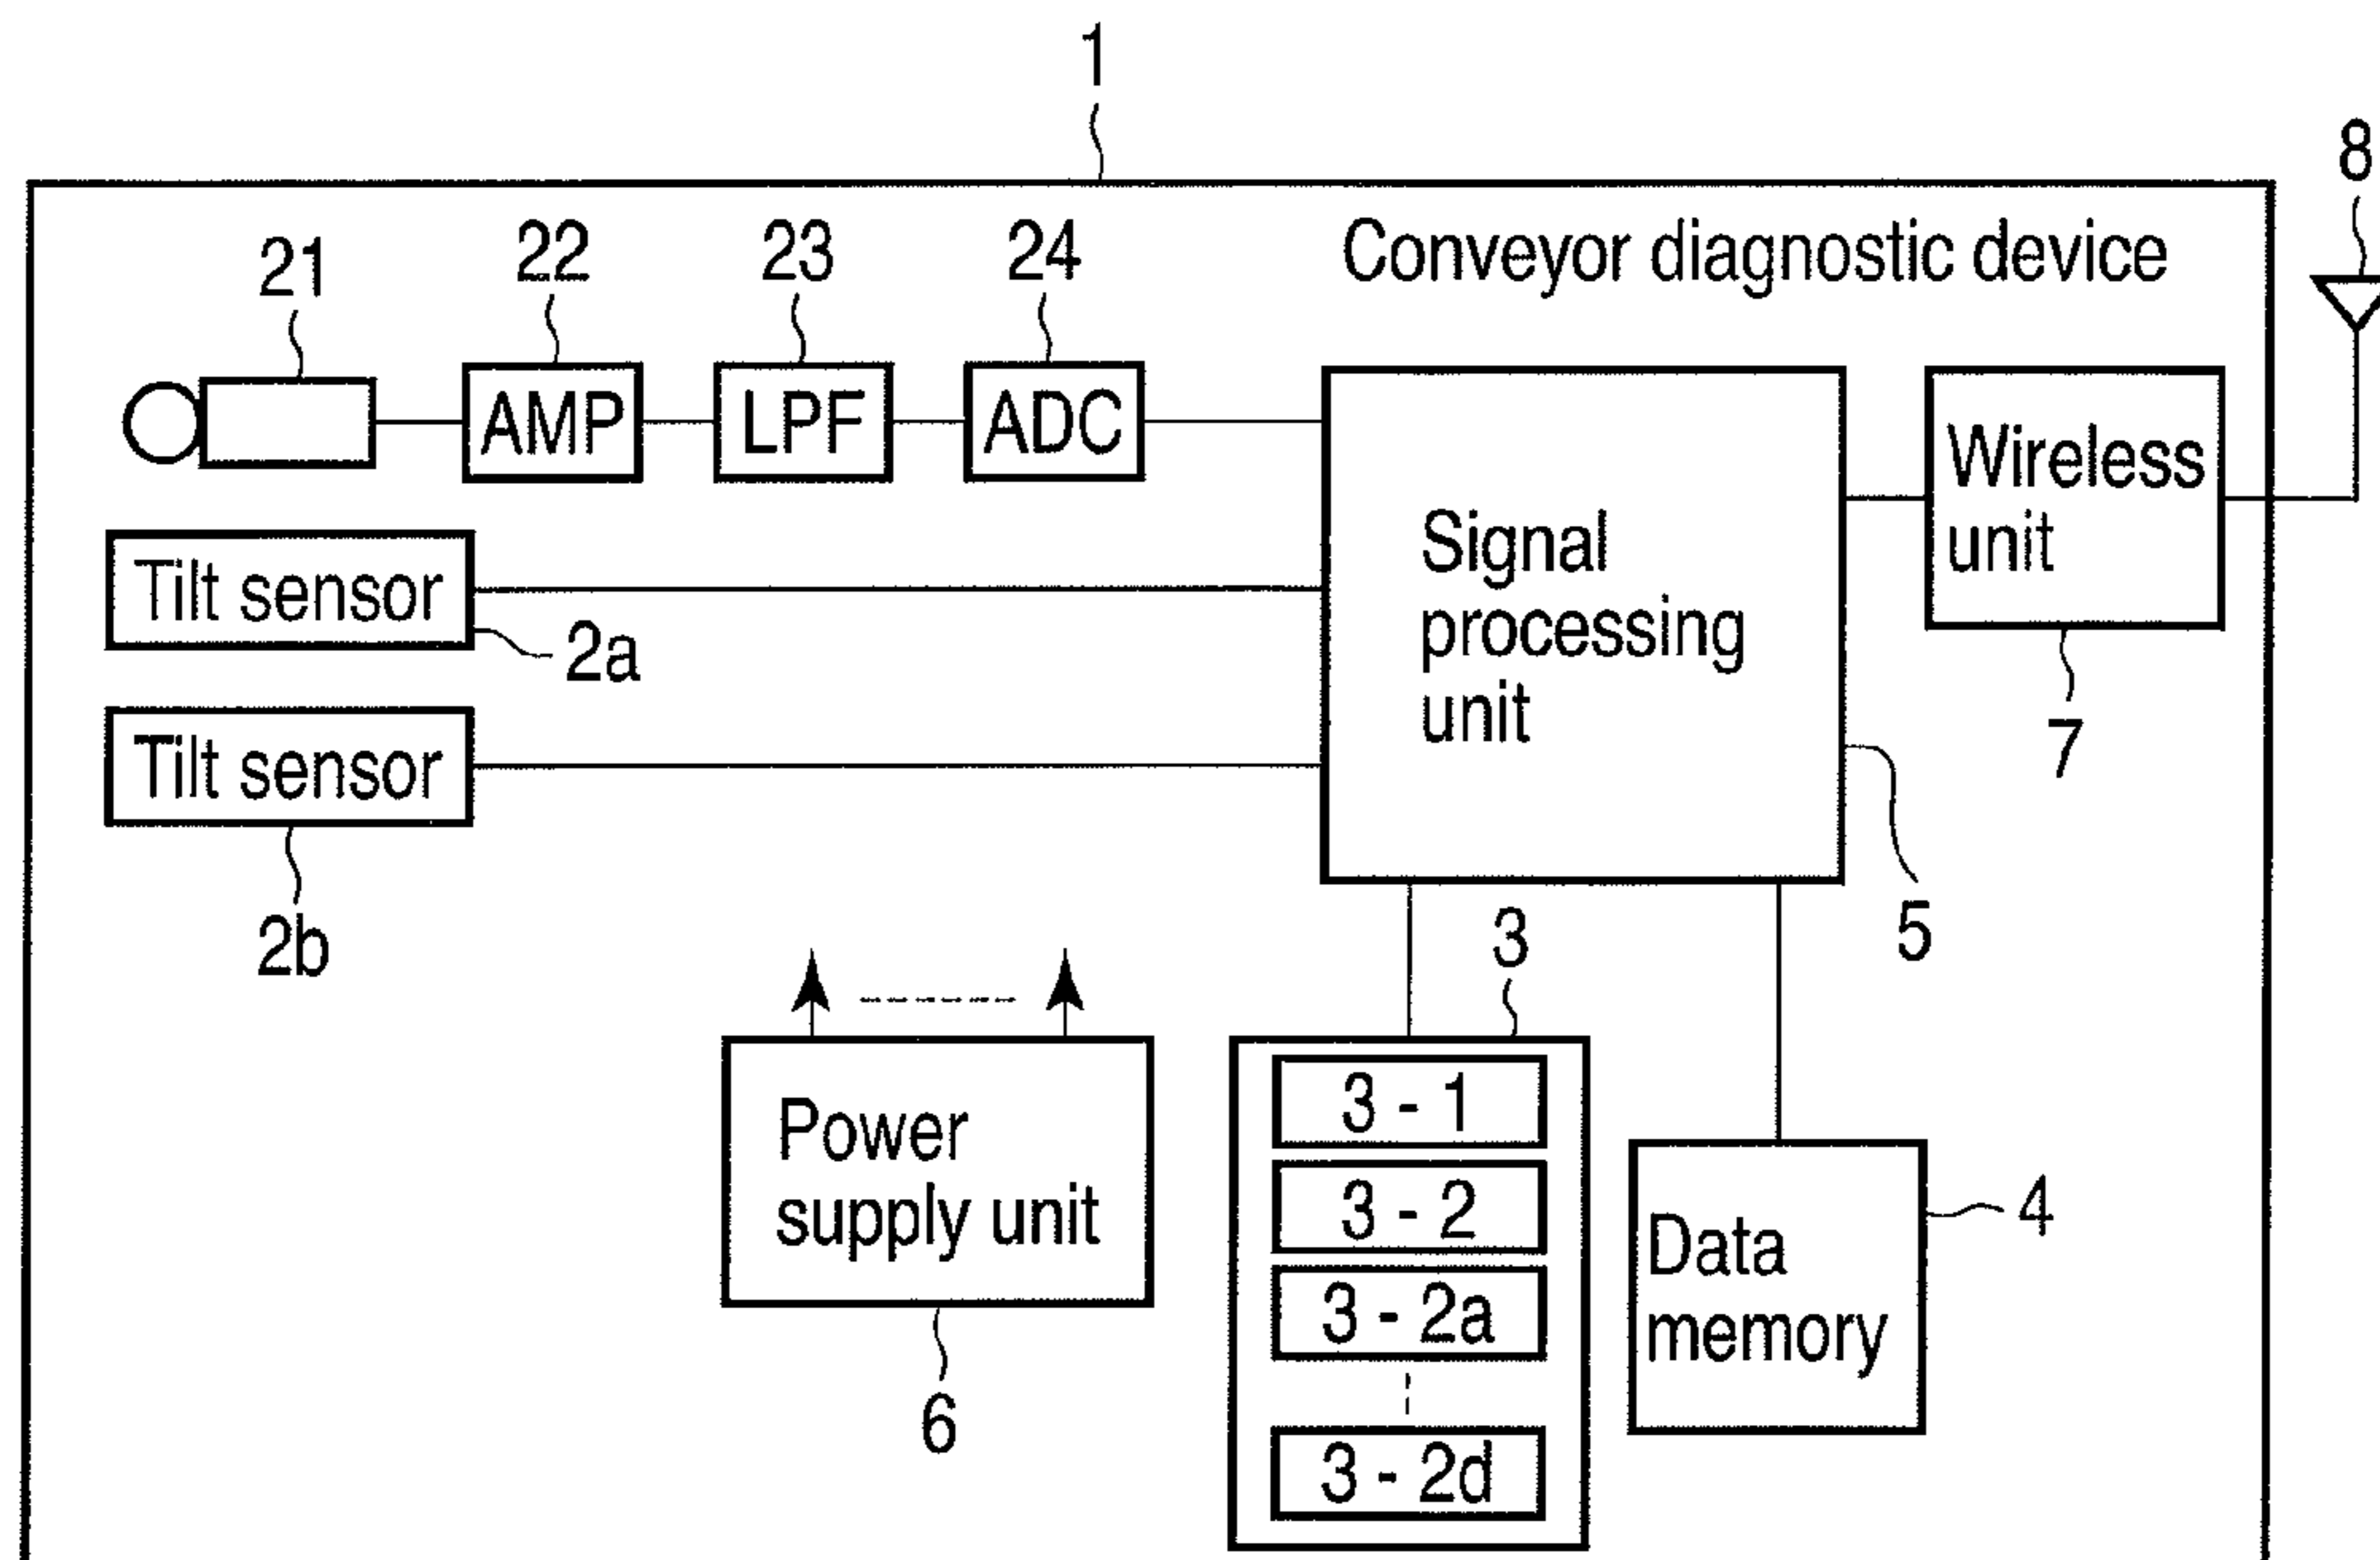 1
8
22
23
24
Conveyor diagnostic device
21
AMP
LPF
ADC
Wireless
unit
Signal
processing
unit
Tilt sensor
2a
7
Tilt sensor
2b
3
5
3 - 1
Power
supply unit
3 - 2
4
Data
memory
3 - 2a
6
3 - 2d